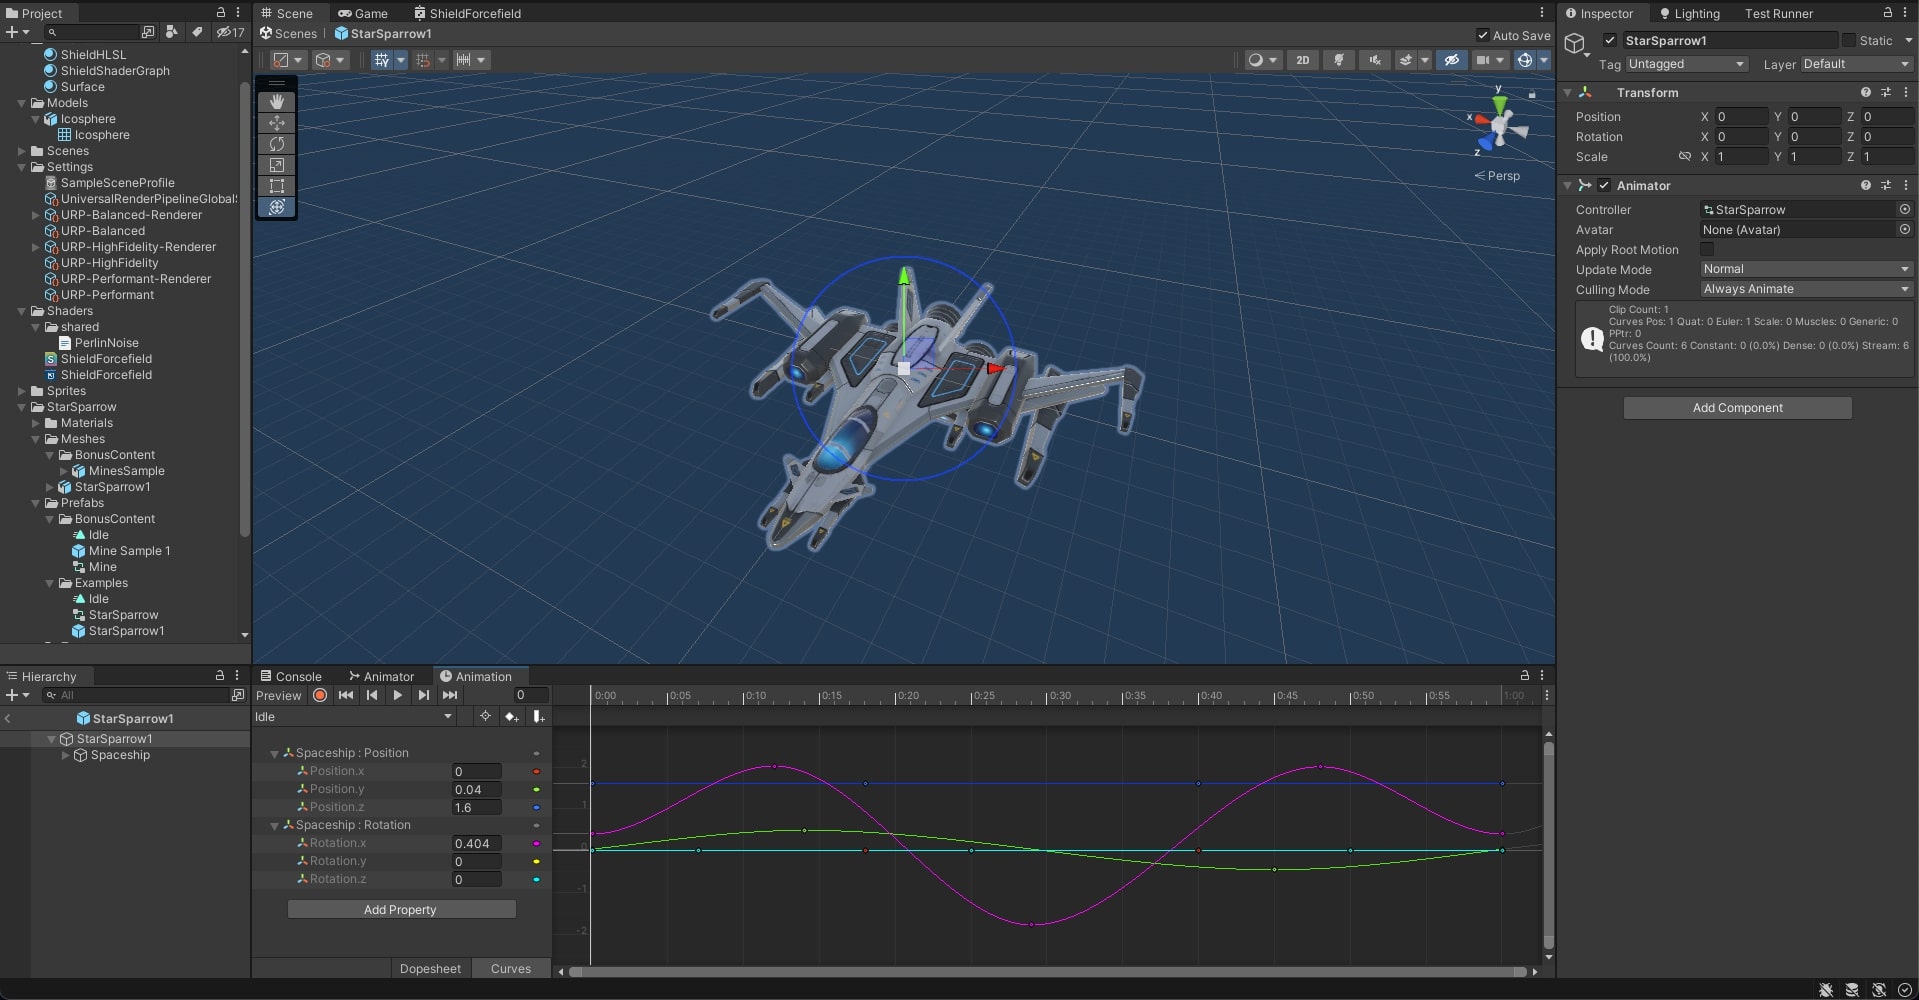 Project
17
ShieldHLSL
ShieldShaderGraph
Surface
Models
Icosphere
Icosphere
Scenes
Settings
SampleSceneProfile
UniversalRenderPipelineGlobal
URP-Balanced-Renderer
URP-Balanced
URP-HighFidelity-Renderer
URP-HighFidelity
URP-Performant-Renderer
URP-Performant
Shaders
shared
PerlinNoise
ShieldForcefield
ShieldForcefield
Sprites
StarSparrow
Materials
Meshes
BonusContent
MinesSample
StarSparrow1
Prefabs
BonusContent
Idle
Mine Sample 1
Mine
Examples
Idle
StarSparrow
StarSparrow1
Scene Game ShieldForcefield
Scenes StarSparrow1 Auto Save
2D
y
x
z
Persp
Inspector Lighting Test Runner
StarSparrow1 Static
Tag Untagged Layer Default
Transform
Position X 0 Y 0 Z 0
Rotation X 0 Y 0 Z 0
Scale X 1 Y 1 Z 1
Animator
Controller StarSparrow
Avatar None (Avatar)
Apply Root Motion
Update Mode Normal
Culling Mode Always Animate
Clip Count: 1
Curves Pos: 1 Quat: 0 Euler: 1 Scale: 0 Muscles: 0 Generic: 0
PPtr: 0
Curves Count: 6 Constant: 0 (0.0%) Dense: 0 (0.0%) Stream: 6
(100.0%)
Add Component
Hierarchy
All
StarSparrow1
StarSparrow1
Spaceship
Console Animator Animation
Preview 0
0:00 0:05 0:10 0:15 0:20 0:25 0:30 0:35 0:40 0:45 0:50 0:55 1:00
Idle
Spaceship : Position
Position.x 0
Position.y 0.04
Position.z 1.6
Spaceship : Rotation
Rotation.x 0.404
Rotation.y 0
Rotation.z 0
Add Property
Dopesheet Curves
2
1
0
-1
-2